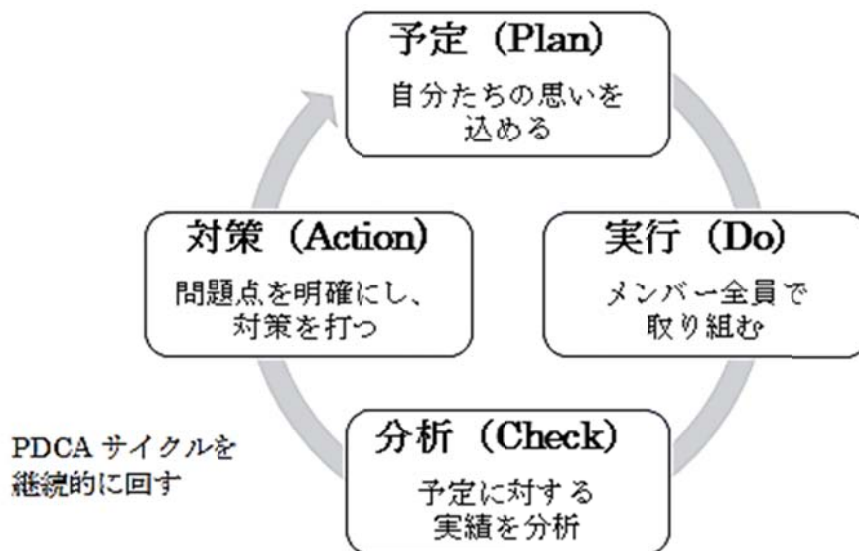 予定（Plan）
自分たちの思いを
込める
対策（Action）
問題点を明確にし、
対策を打つ
実行（Do）
メンバー全員で
取り組む
分析（Check）
予定に対する
実績を分析
PDCA サイクルを
継続的に回す